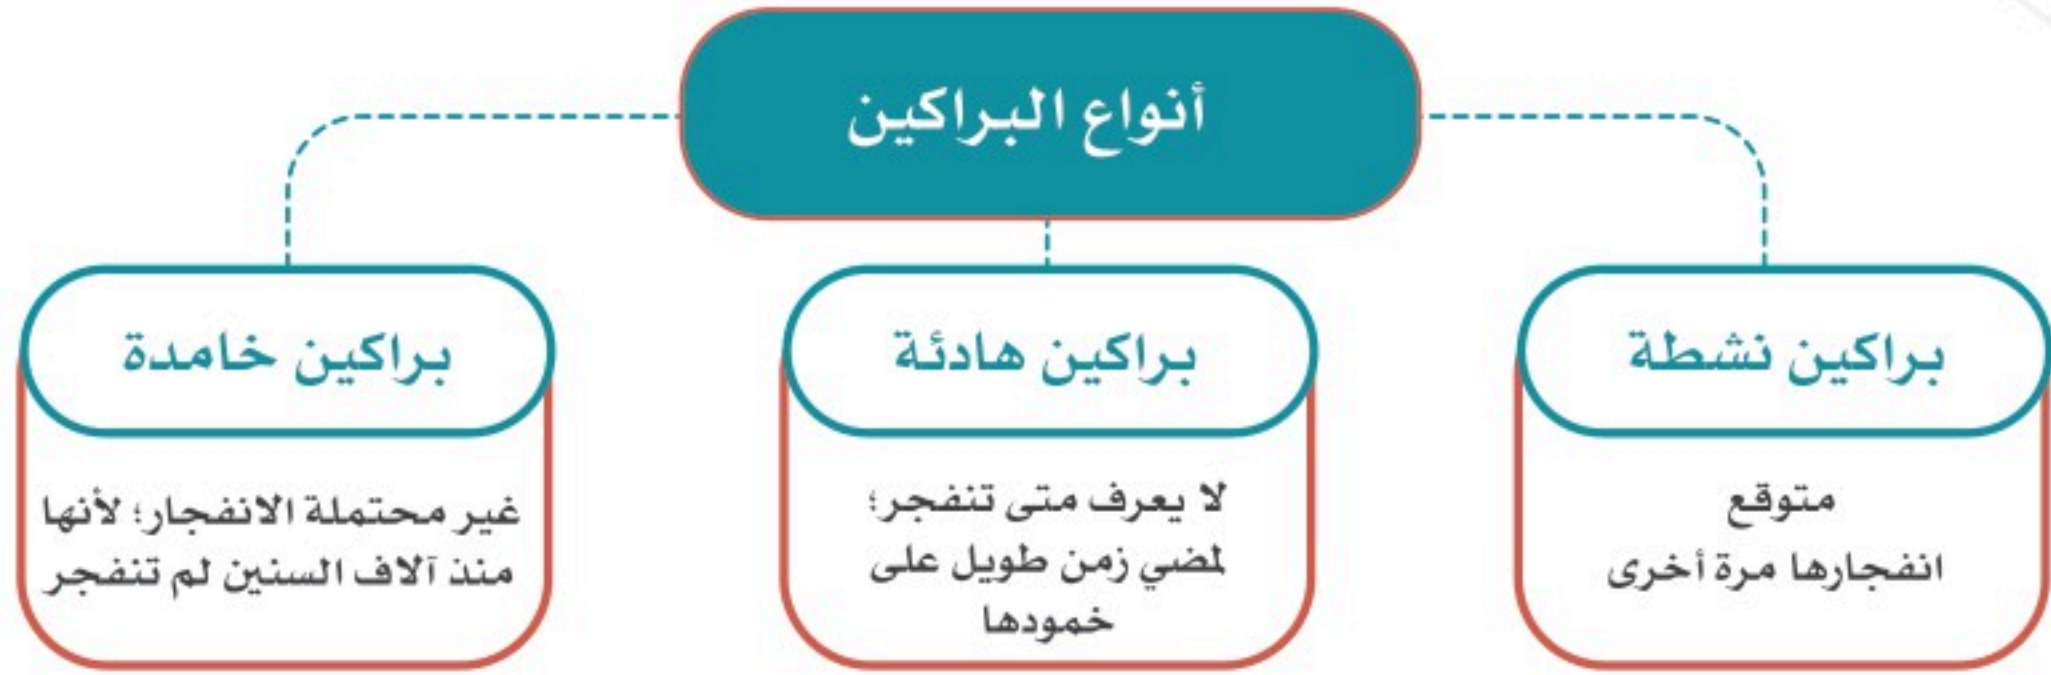 أنواع البراكين
براكين نشطة
متوقع
انفجارها مرة أخرى
براكين هادئة
لا يعرف متى تنفجر؛
لمضي زمن طويل على
خمودها
براكين خامدة
غير محتملة الانفجار؛ لأنها
منذ آلاف السنين لم تنفجر